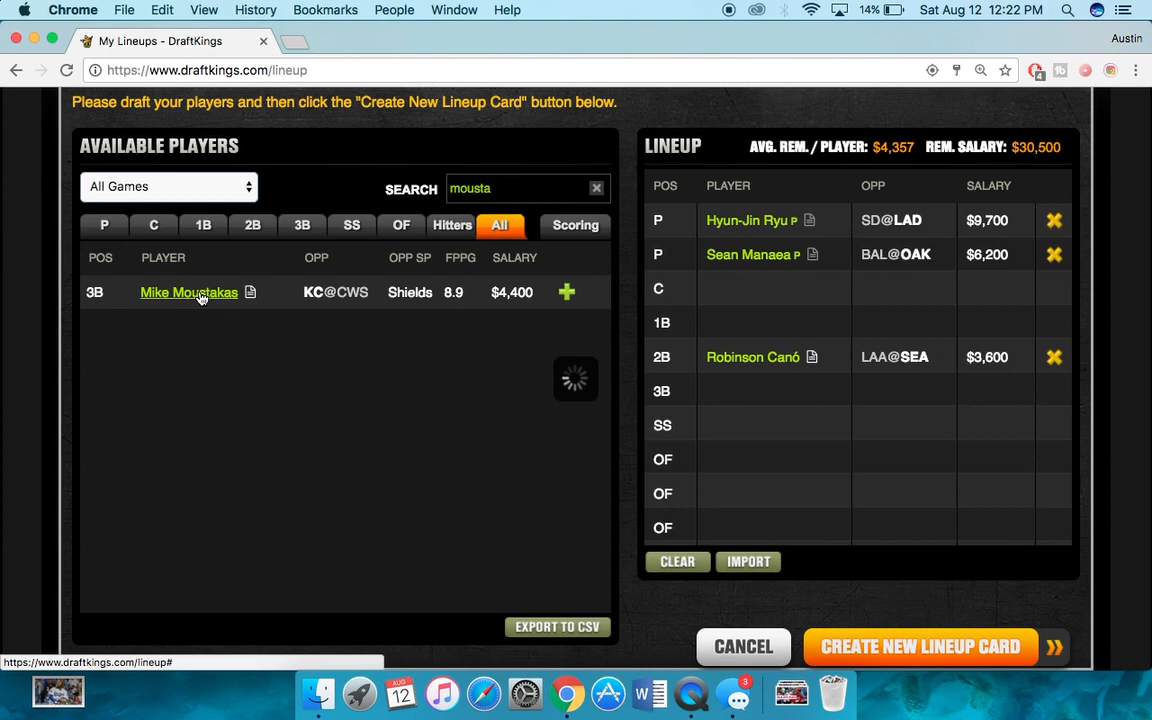 Chrome File Edit View History Bookmarks People Window Help 14% Sat Aug 12 12:22 PM
My Lineups - DraftKings Austin
https://www.draftkings.com/lineup 4
Please draft your players and then click the "Create New Lineup Card" button below.
AVAILABLE PLAYERS
All Games SEARCH mousta
P C 1B 2B 3B SS OF Hitters All Scoring
POS PLAYER OPP OPP SP FPPG SALARY
3B Mike Moustakas KC@CWS Shields 8.9 $4,400
EXPORT TO CSV
LINEUP AVG. REM. / PLAYER: $4,357 REM. SALARY: $30,500
POS PLAYER OPP SALARY
P Hyun-Jin Ryu P SD@LAD $9,700
P Sean Manaea P BAL@OAK $6,200
C
1B
2B Robinson Canó LAA@SEA $3,600
3B
SS
OF
OF
OF
CLEAR IMPORT
CANCEL CREATE NEW LINEUP CARD
https://www.draftkings.com/lineup#
AUG 12 W 3